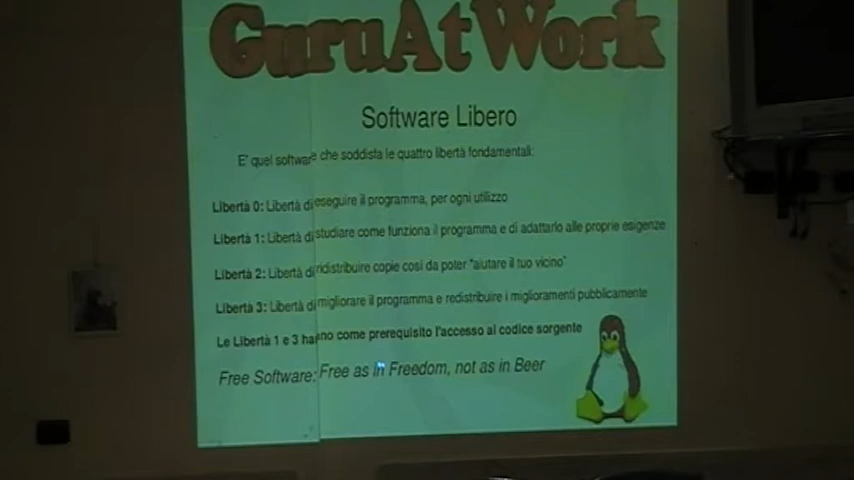 GuruAtWork
Software Libero
E' quel software che soddisfa le quattro libertà fondamentali:
Libertà 0: Libertà di eseguire il programma, per ogni utilizzo
Libertà 1: Libertà di studiare come funziona il programma e di adattarlo alle proprie esigenze
Libertà 2: Libertà di ridistribuire copie così da poter "aiutare il tuo vicino"
Libertà 3: Libertà di migliorare il programma e redistribuire i miglioramenti pubblicamente
Le Libertà 1 e 3 hanno come prerequisito l'accesso al codice sorgente
Free Software: Free as in Freedom, not as in Beer